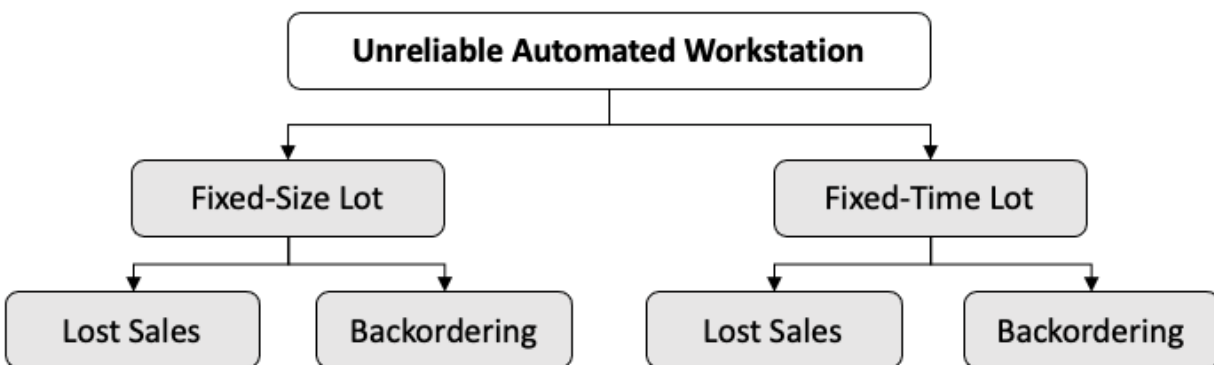 Unreliable Automated Workstation
Fixed-Size Lot
Fixed-Time Lot
Lost Sales
Backordering
Lost Sales
Backordering